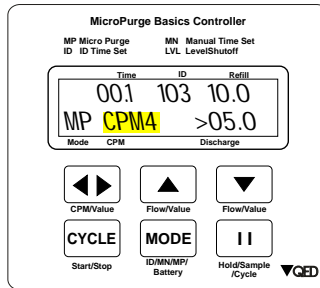 MicroPurge Basics Controller
MP Micro Purge MN Manual Time Set
ID ID Time Set LVL LevelShutoff
Time ID Refill
00.1 103 10.0
MP CPM4 >05.0
Mode CPM Discharge
CPM/Value Flow/Value Flow/Value
CYCLE MODE
Start/Stop ID/MN/MP/ Hold/Sample
Battery /Cycle
QED